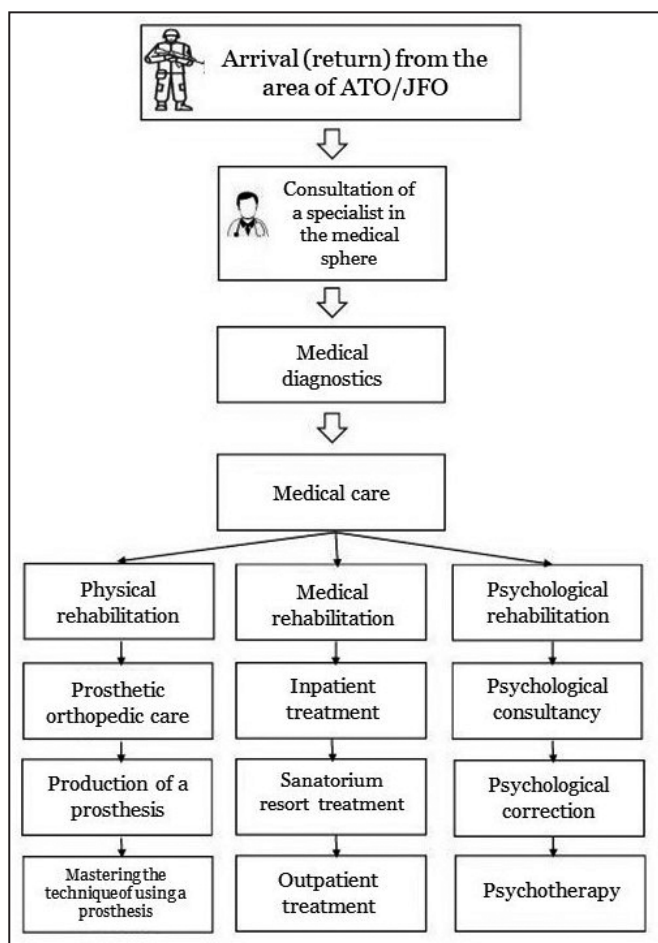 Arrival (return) from the
area of ATO/JFO
Consultation of
a specialist in
the medical
sphere
Medical
diagnostics
Medical care
Physical
rehabilitation
Medical
rehabilitation
Psychological
rehabilitation
Prosthetic
orthopedic care
Inpatient
treatment
Psychological
consultancy
Production of a
prosthesis
Sanatorium
resort treatment
Psychological
correction
Mastering the
technique of using a
prosthesis
Outpatient
treatment
Psychotherapy